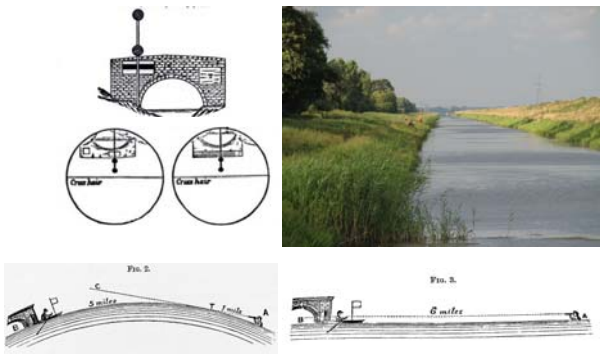 Cross hair
Cross hair
FIG. 2.
C
5 miles
T
1 mile
A
B
FIG. 3.
6 miles
A
B